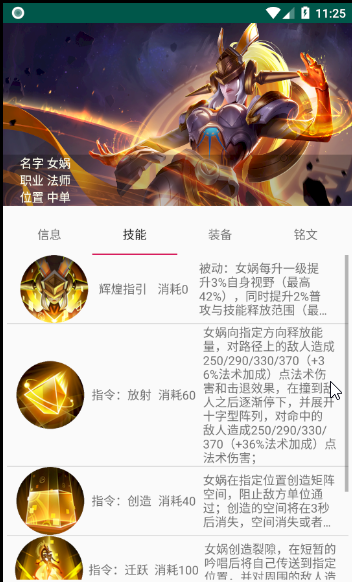 11:25
名字 女娲
职业 法师
位置 中单
信息
技能
装备
铭文
辉煌指引 消耗0
被动：女娲每升一级提
升3%自身视野（最高
42%），同时提升2%普
攻与技能释放范围（最…
指令：放射 消耗60
女娲向指定方向释放能
量，对路径上的敌人造成
250/290/330/370（+3
6%法术加成）点法术伤
害和击退效果，在撞到敌
人之后逐渐停下，并展开
十字型阵列，对命中的
敌人造成250/290/330/
370（+36%法术加成）点
法术伤害；
指令：创造 消耗40
女娲在指定位置创造矩阵
空间，阻止敌方单位通
过；创造的空间将在3秒
后消失，空间消失或者…
指令：迁跃 消耗100
女娲创造裂隙，在短暂的
吟唱后将自己传送到指定
位置，并对周围的敌人造